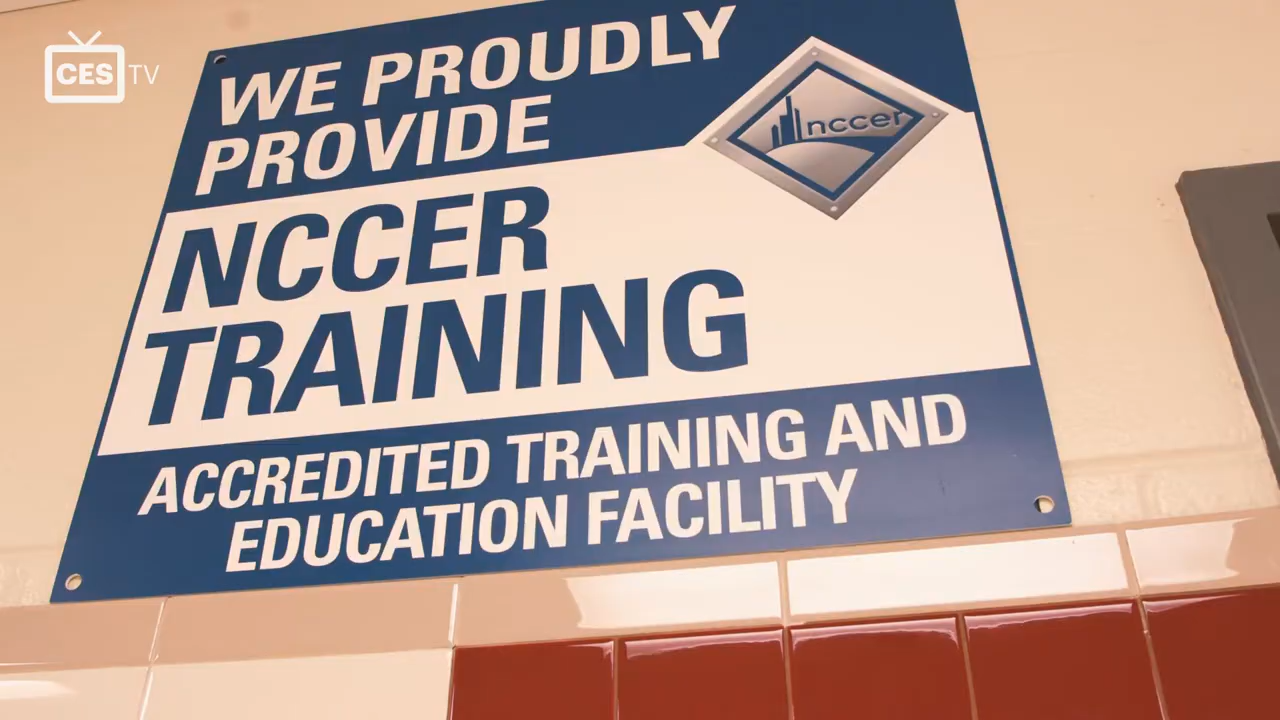 CES TV
WE PROUDLY
PROVIDE
nccer
NCCER
TRAINING
ACCREDITED TRAINING AND
EDUCATION FACILITY